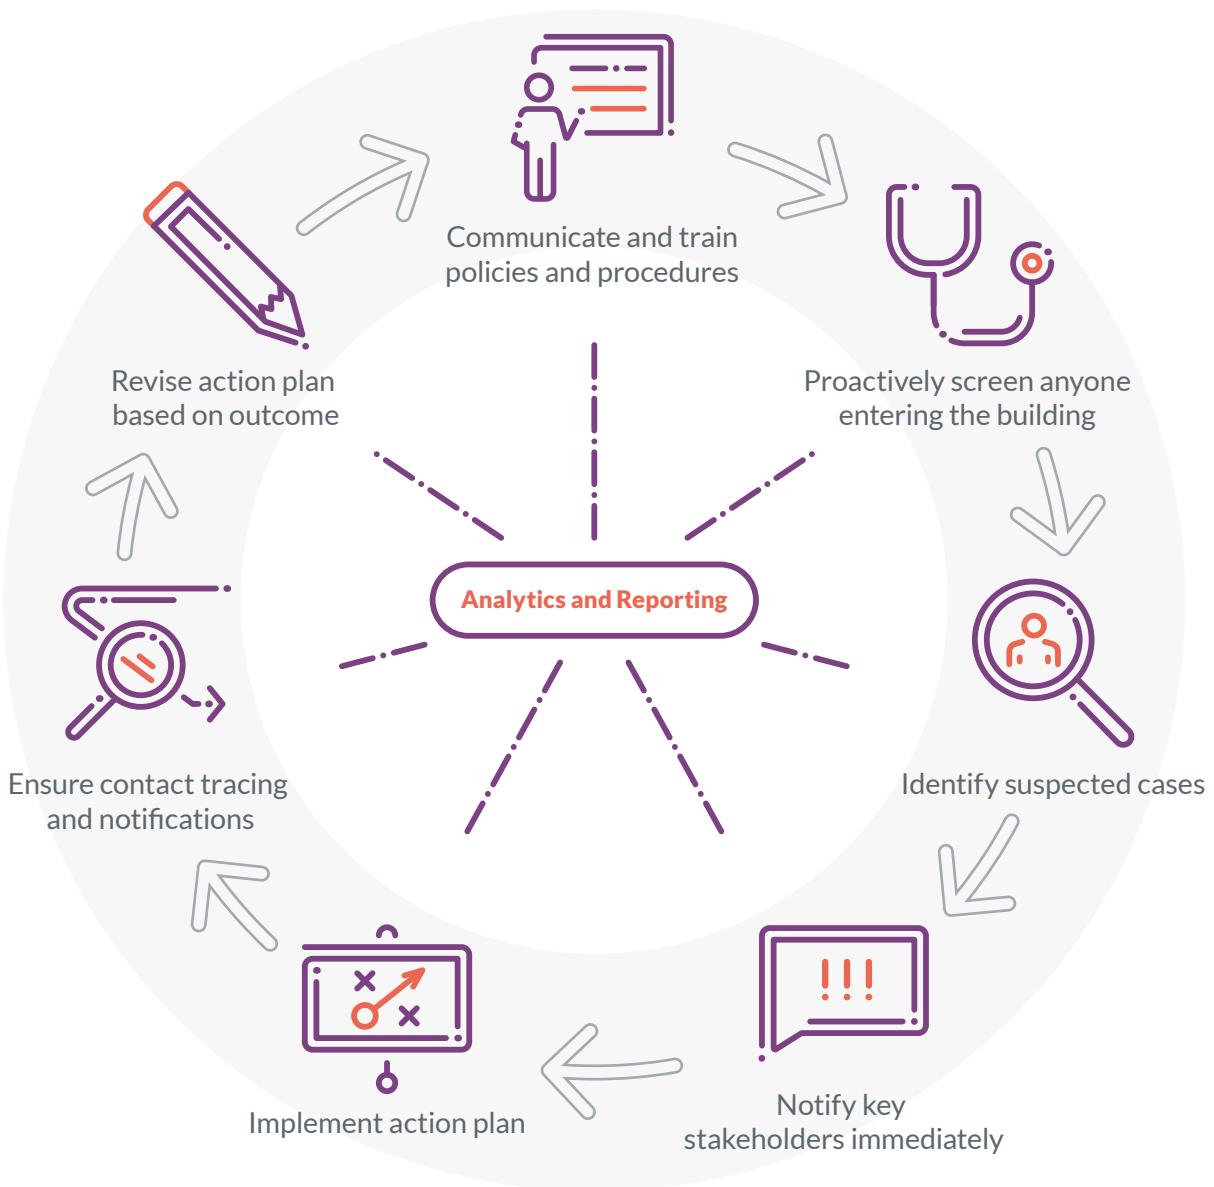 Communicate and train
policies and procedures
Proactively screen anyone
entering the building
Identify suspected cases
Notify key
stakeholders immediately
Implement action plan
Ensure contact tracing
and notifications
Revise action plan
based on outcome
Analytics and Reporting